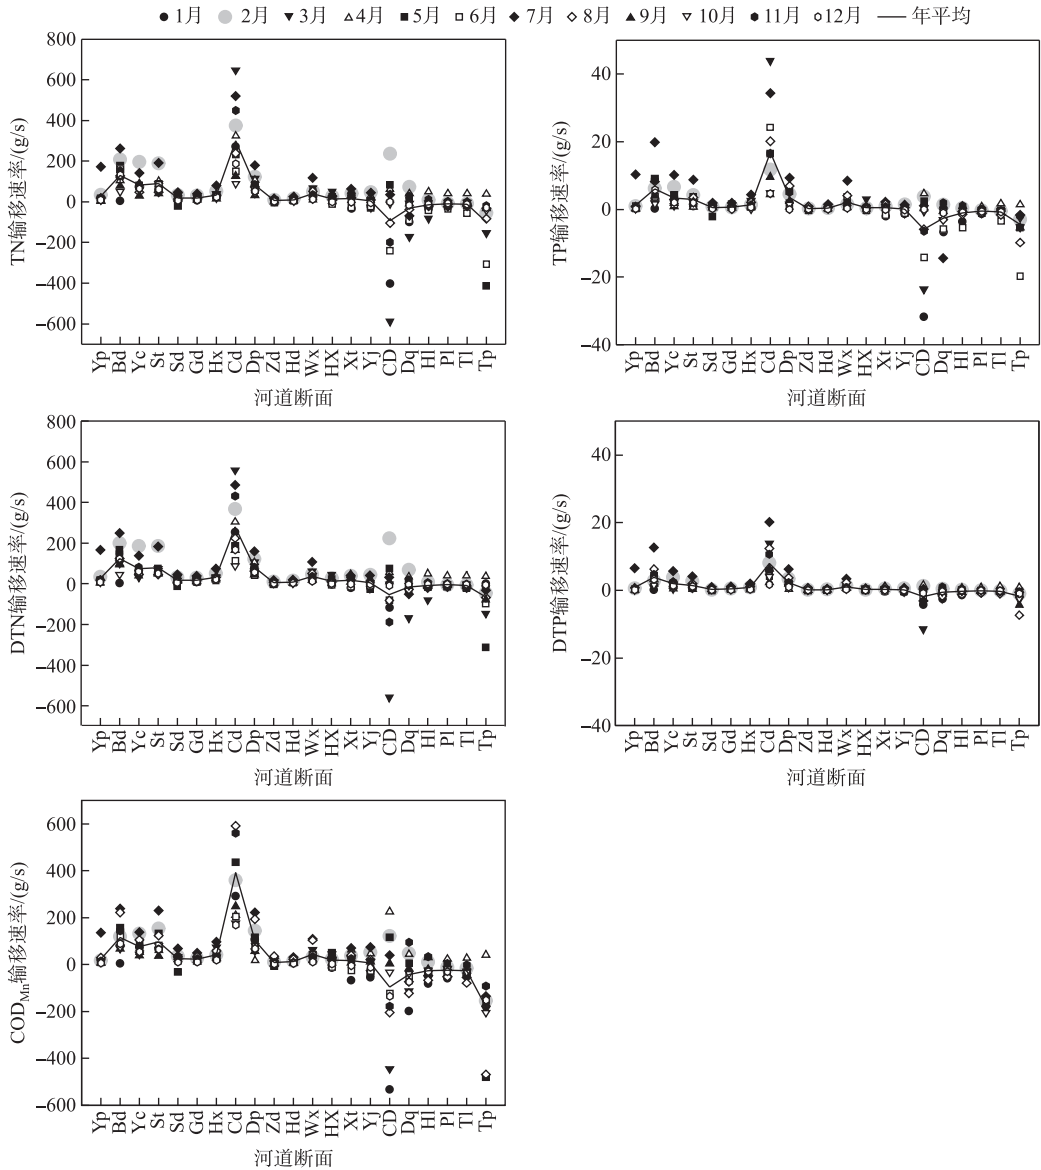 1月 2月 3月 4月 5月 6月 7月 8月 9月 10月 11月 12月 年平均
TN输移速率/(g/s)
800
600
400
200
0
−200
−400
−600
Yp Bd Yc St Sd Gd Hx Cd Dp Zd Hd Wx HX Xt Yj CD Dq Hl Pl Tl Tp
河道断面
TP输移速率/(g/s)
40
20
0
−20
−40
Yp Bd Yc St Sd Gd Hx Cd Dp Zd Hd Wx HX Xt Yj CD Dq Hl Pl Tl Tp
河道断面
DTN输移速率/(g/s)
800
600
400
200
0
−200
−400
−600
Yp Bd Yc St Sd Gd Hx Cd Dp Zd Hd Wx HX Xt Yj CD Dq Hl Pl Tl Tp
河道断面
DTP输移速率/(g/s)
40
20
0
−20
−40
Yp Bd Yc St Sd Gd Hx Cd Dp Zd Hd Wx HX Xt Yj CD Dq Hl Pl Tl Tp
河道断面
COD_Mn输移速率/(g/s)
600
400
200
0
−200
−400
−600
Yp Bd Yc St Sd Gd Hx Cd Dp Zd Hd Wx HX Xt Yj CD Dq Hl Pl Tl Tp
河道断面